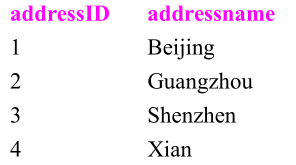 addressID addressname
1 Beijing
2 Guangzhou
3 Shenzhen
4 Xian